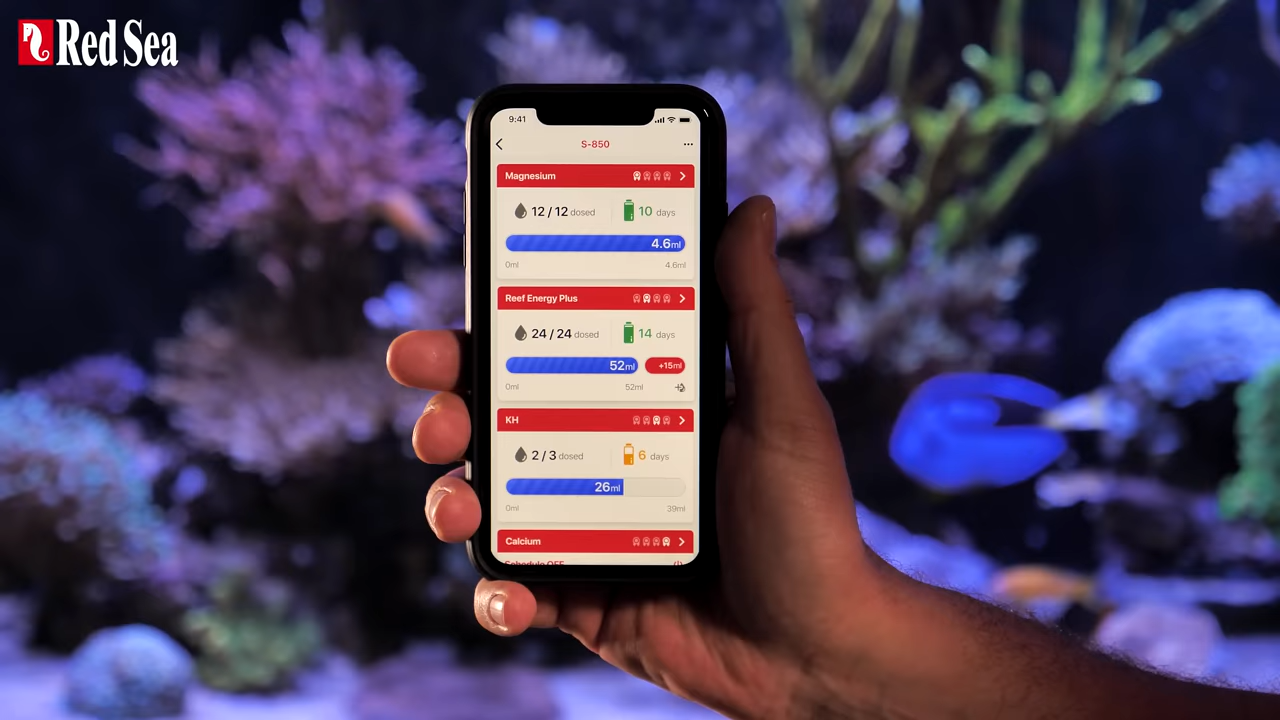 Red Sea
9:41
S-850
Magnesium
12 / 12 dosed 10 days
4.6ml
0ml 4.6ml
Reef Energy Plus
24 / 24 dosed 14 days
52ml +15ml
0ml 52ml
KH
2 / 3 dosed 6 days
26ml
0ml 39ml
Calcium
Schedule OFF